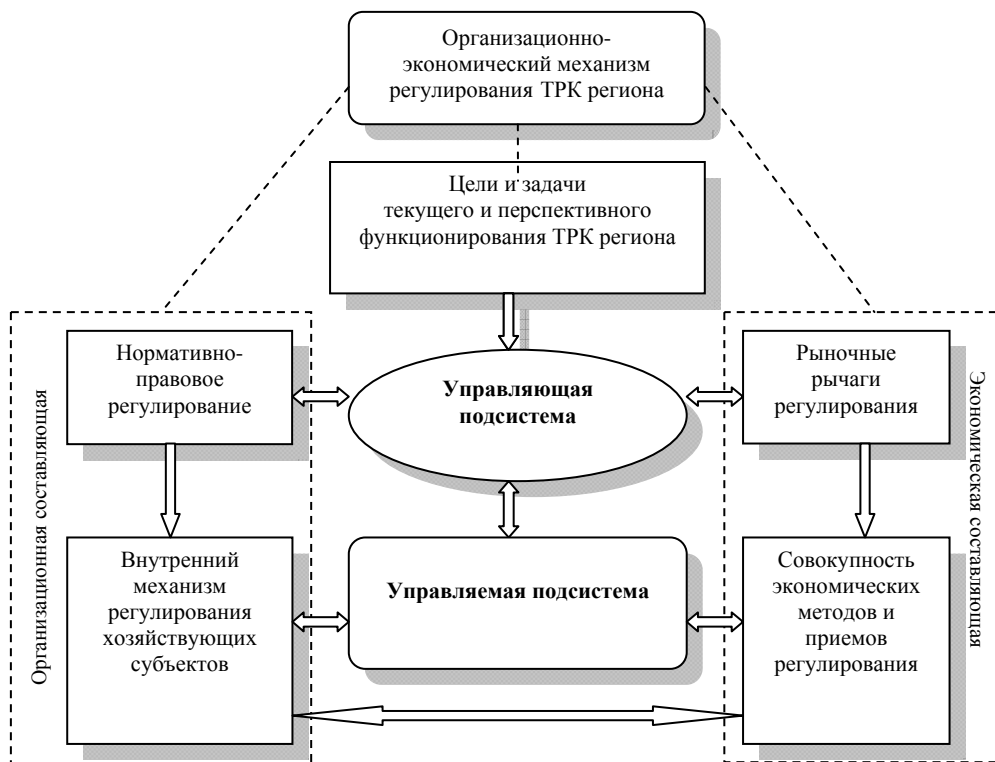 Организационно-
экономический механизм
регулирования ТРК региона
Цели и задачи
текущего и перспективного
функционирования ТРК региона
Организационная составляющая
Нормативно-
правовое
регулирование
Управляющая
подсистема
Рыночные
рычаги
регулирования
Экономическая составляющая
Внутренний
механизм
регулирования
хозяйствующих
субъектов
Управляемая подсистема
Совокупность
экономических
методов и
приемов
регулирования